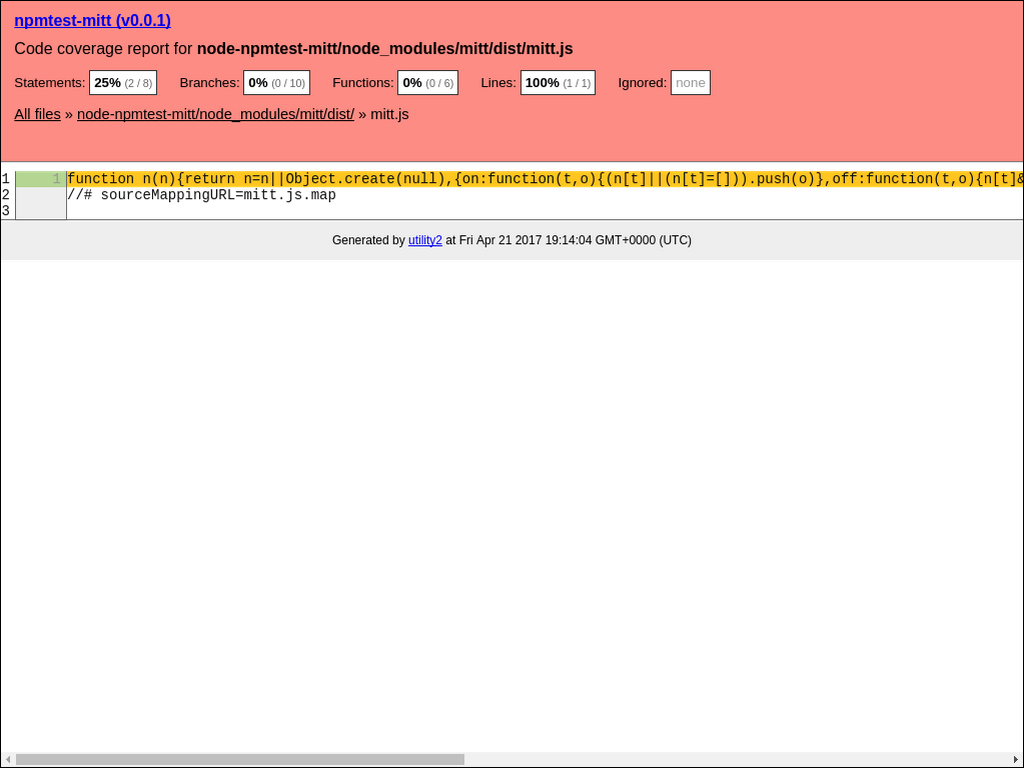 npmtest-mitt (v0.0.1)
Code coverage report for node-npmtest-mitt/node_modules/mitt/dist/mitt.js
Statements: 25% (2 / 8) Branches: 0% (0 / 10) Functions: 0% (0 / 6) Lines: 100% (1 / 1) Ignored: none
All files » node-npmtest-mitt/node_modules/mitt/dist/ » mitt.js
1 1 function n(n){return n=n||Object.create(null),{on:function(t,o){(n[t]||(n[t]=[])).push(o)},off:function(t,o){n[t]&
2 //# sourceMappingURL=mitt.js.map
3
Generated by utility2 at Fri Apr 21 2017 19:14:04 GMT+0000 (UTC)